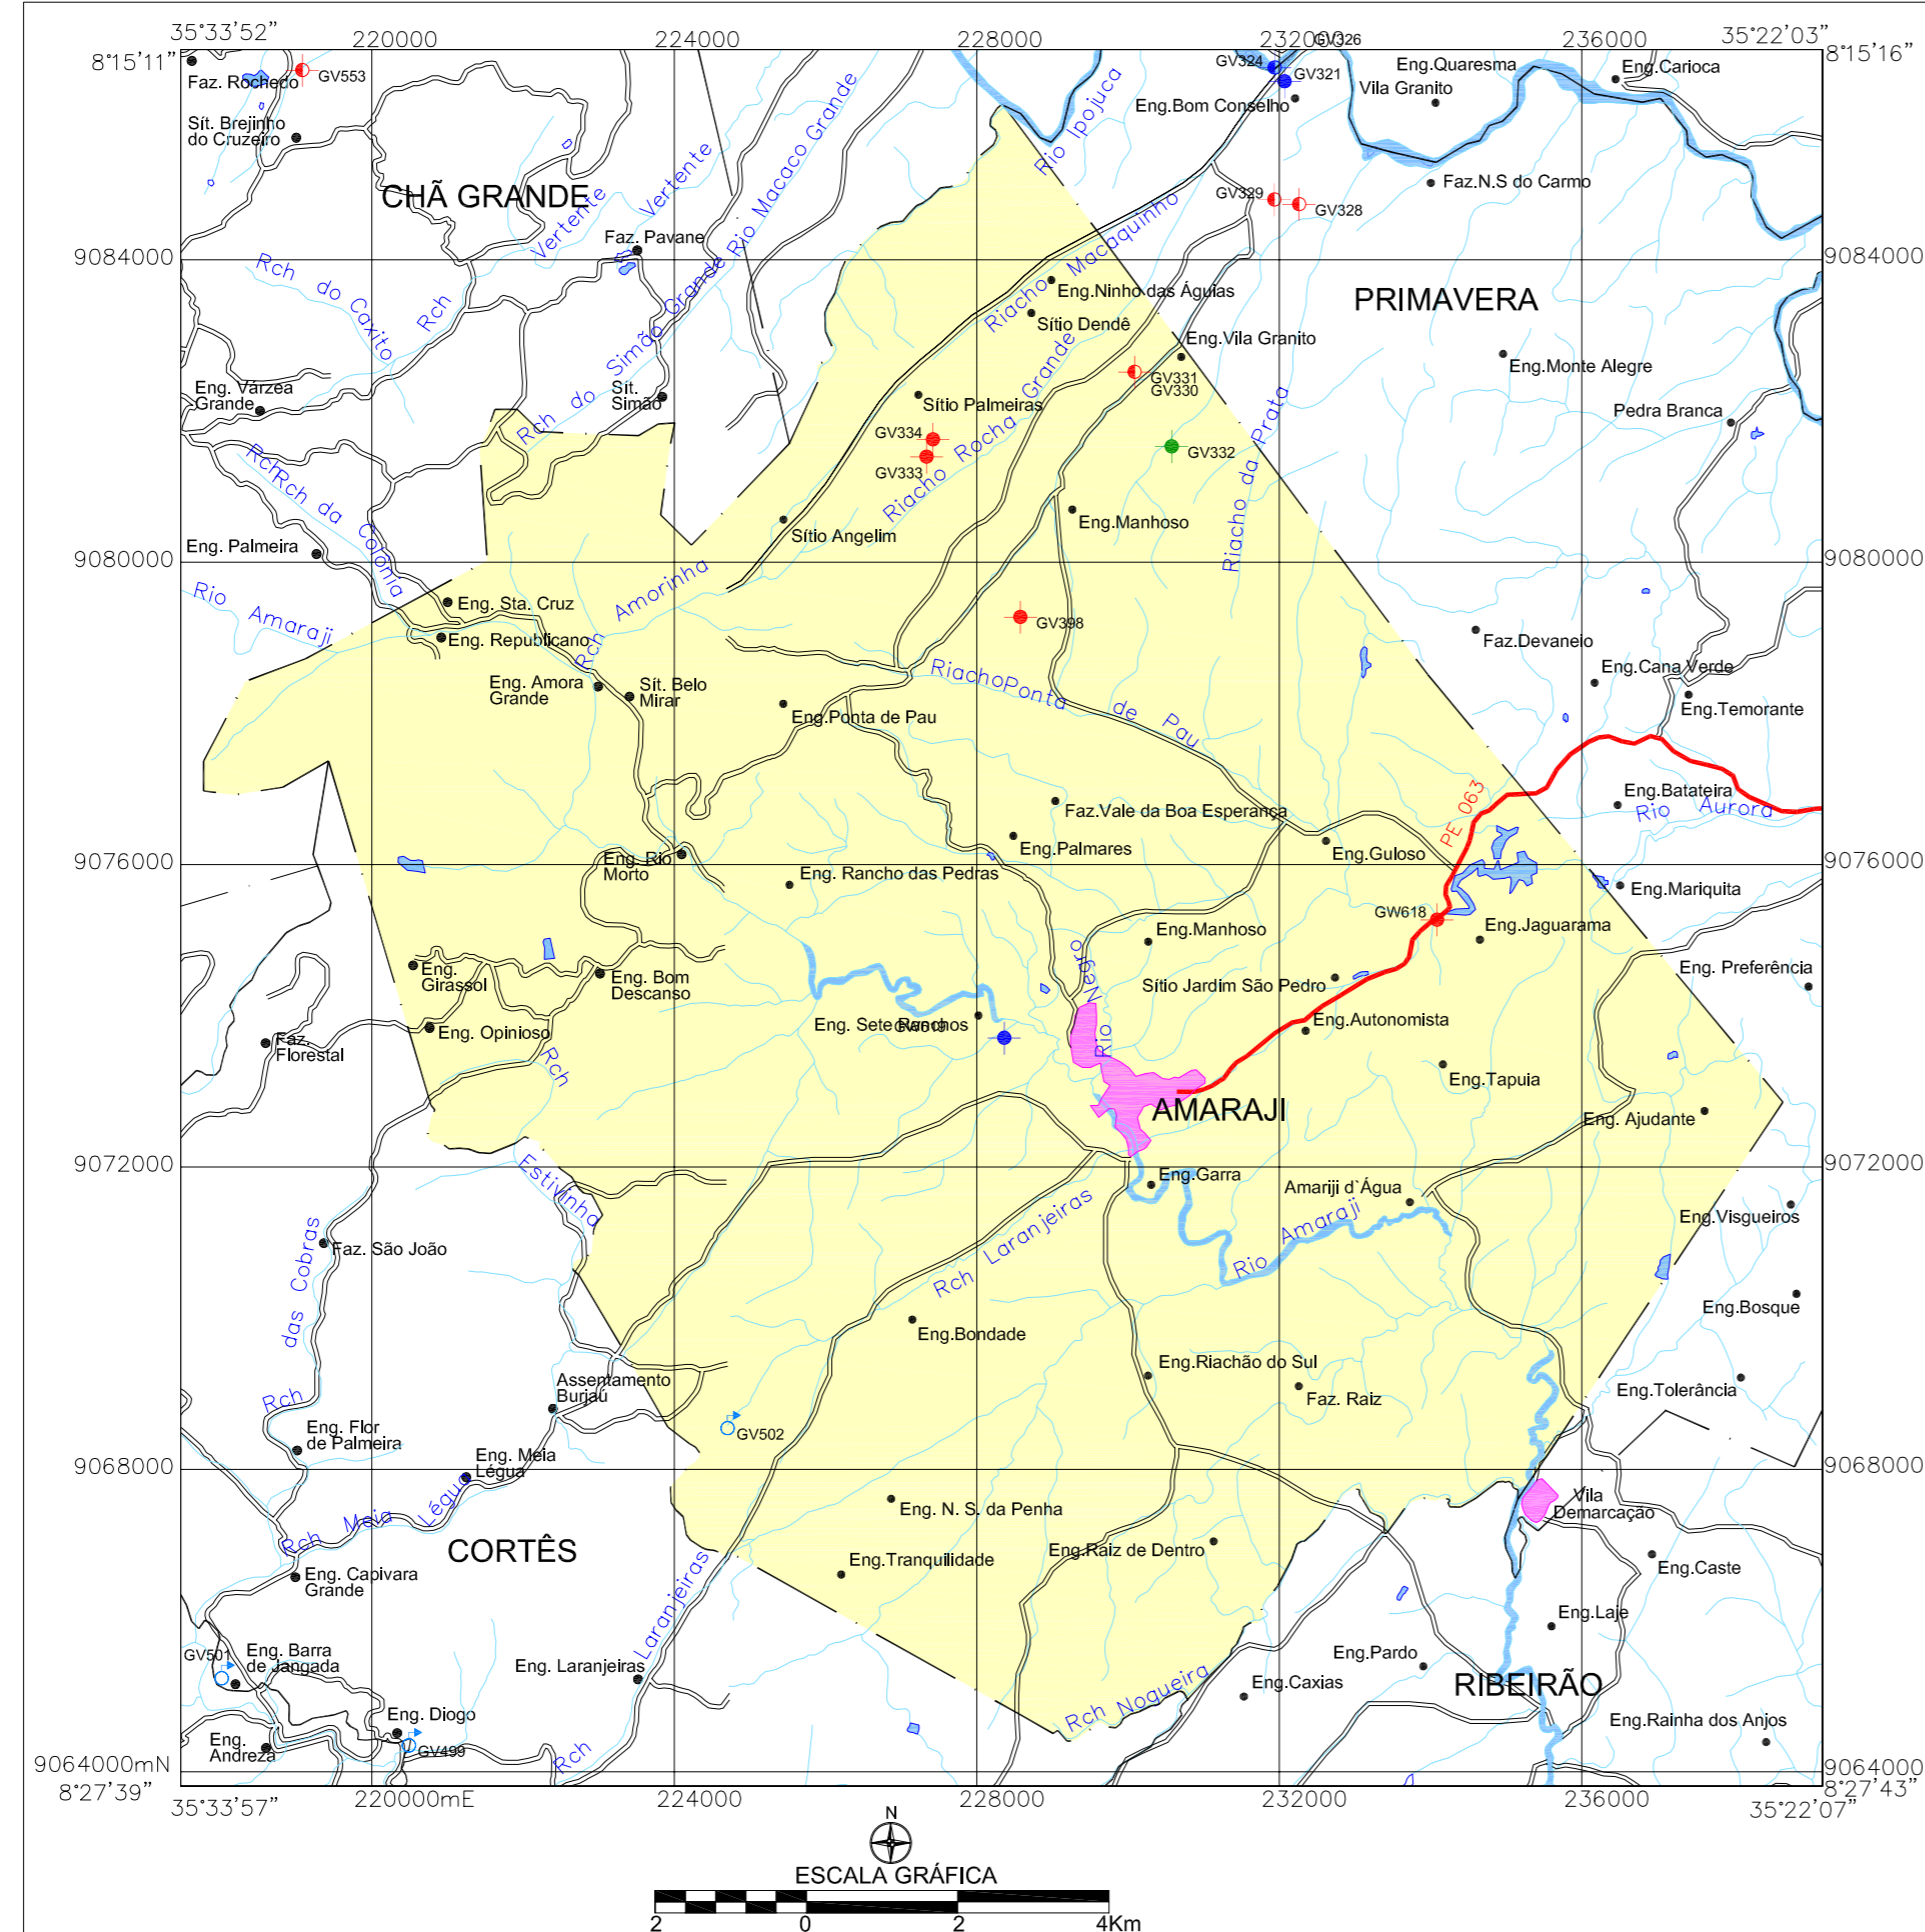 35°33'52"
220000
224000
228000
232000
GV326
236000
35°22'03"
8°15'11"
8°15'16"
Faz. Rochedo
GV553
GV324
GV321
Eng.Quaresma
Eng.Carioca
Vila Granito
Eng.Bom Conselho
Sít. Brejinho
do Cruzeiro
CHÃ GRANDE
Vertente
Vertente
Rio Macaco Grande
Rio Ipojuca
Faz.N.S do Carmo
GV329
GV328
Faz. Pavane
9084000
9084000
Rch do Caxito
Rch
Rch do Simão Grande
Riacho Macaquinho
Eng.Ninho das Águias
PRIMAVERA
Sítio Dendê
Eng.Vila Granito
Eng.Monte Alegre
GV331
GV330
Eng. Várzea
Grande
Sít.
Simão
Sítio Palmeiras
Pedra Branca
GV334
GV333
GV332
Riacho Rocha Grande
Riacho da Prata
Rch
Rch da Colônia
Eng. Palmeira
Sítio Angelim
Eng.Manhoso
9080000
9080000
Rio Amaraji
Eng. Sta. Cruz
Eng. Republicano
Rch Amorinha
GV398
Faz.Devaneio
Eng. Amora
Grande
Sít. Belo
Mirar
RiachoPonta de Pau
Eng.Cana Verde
Eng.Temorante
Eng.Ponta de Pau
PE 063
Faz.Vale da Boa Esperança
Eng.Batateira
Rio Aurora
Eng.Palmares
Eng.Guloso
9076000
9076000
Eng. Rio
Morto
Eng. Rancho das Pedras
Eng.Mariquita
GW618
Eng.Manhoso
Eng.Jaguarama
Eng.
Girassol
Eng. Bom
Descanso
Rio Negro
Sítio Jardim São Pedro
Eng. Preferência
Eng. Opinioso
Eng. Sete Ranchos
GW619
Eng.Autonomista
Faz.
Florestal
Rch
Eng.Tapuia
AMARAJI
Eng. Ajudante
9072000
9072000
Estivinha
Eng.Garra
Amariji d`Água
Eng.Visgueiros
Rch Laranjeiras
Rio Amaraji
Faz. São João
Rch das Cobras
Eng.Bosque
Eng.Bondade
Eng.Riachão do Sul
Assentamento
Burjaú
Faz. Raiz
Eng.Tolerância
GV502
Eng. Flor
de Palmeira
Eng. Meia
Légua
9068000
9068000
Rch Meia Légua
Eng. N. S. da Penha
Vila
Demarcação
CORTÊS
Eng.Tranquilidade
Eng.Raiz de Dentro
Eng.Caste
Eng. Capivara
Grande
Rch Laranjeiras
Eng.Laje
GV501
Eng. Barra
de Jangada
Eng. Laranjeiras
Eng.Pardo
RIBEIRÃO
Eng.Caxias
Rch Nogueira
Eng. Diogo
Eng.Rainha dos Anjos
Eng.
Andreza
GV499
9064000mN
9064000
8°27'39"
8°27'43"
35°33'57"
220000mE
224000
228000
232000
236000
35°22'07"
N
ESCALA GRÁFICA
2 0 2 4Km